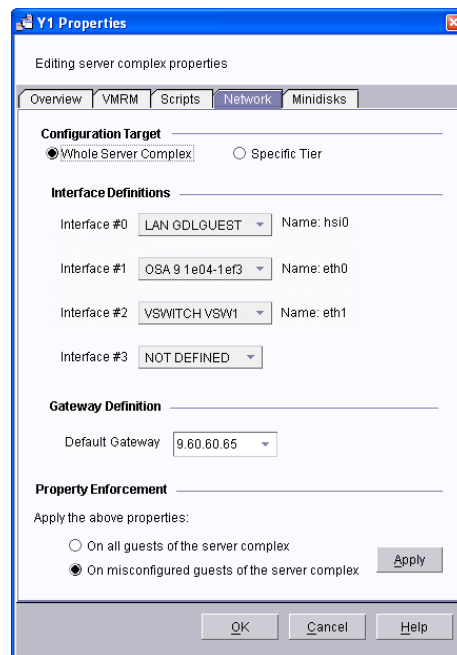 Y1 Properties
Editing server complex properties
Overview VMRM Scripts Network Minidisks
Configuration Target
Whole Server Complex Specific Tier
Interface Definitions
Interface #0 LAN GDLGUEST Name: hsi0
Interface #1 OSA 9 1e04-1ef3 Name: eth0
Interface #2 VSWITCH VSW1 Name: eth1
Interface #3 NOT DEFINED
Gateway Definition
Default Gateway 9.60.60.65
Property Enforcement
Apply the above properties:
On all guests of the server complex
On misconfigured guests of the server complex Apply
OK Cancel Help